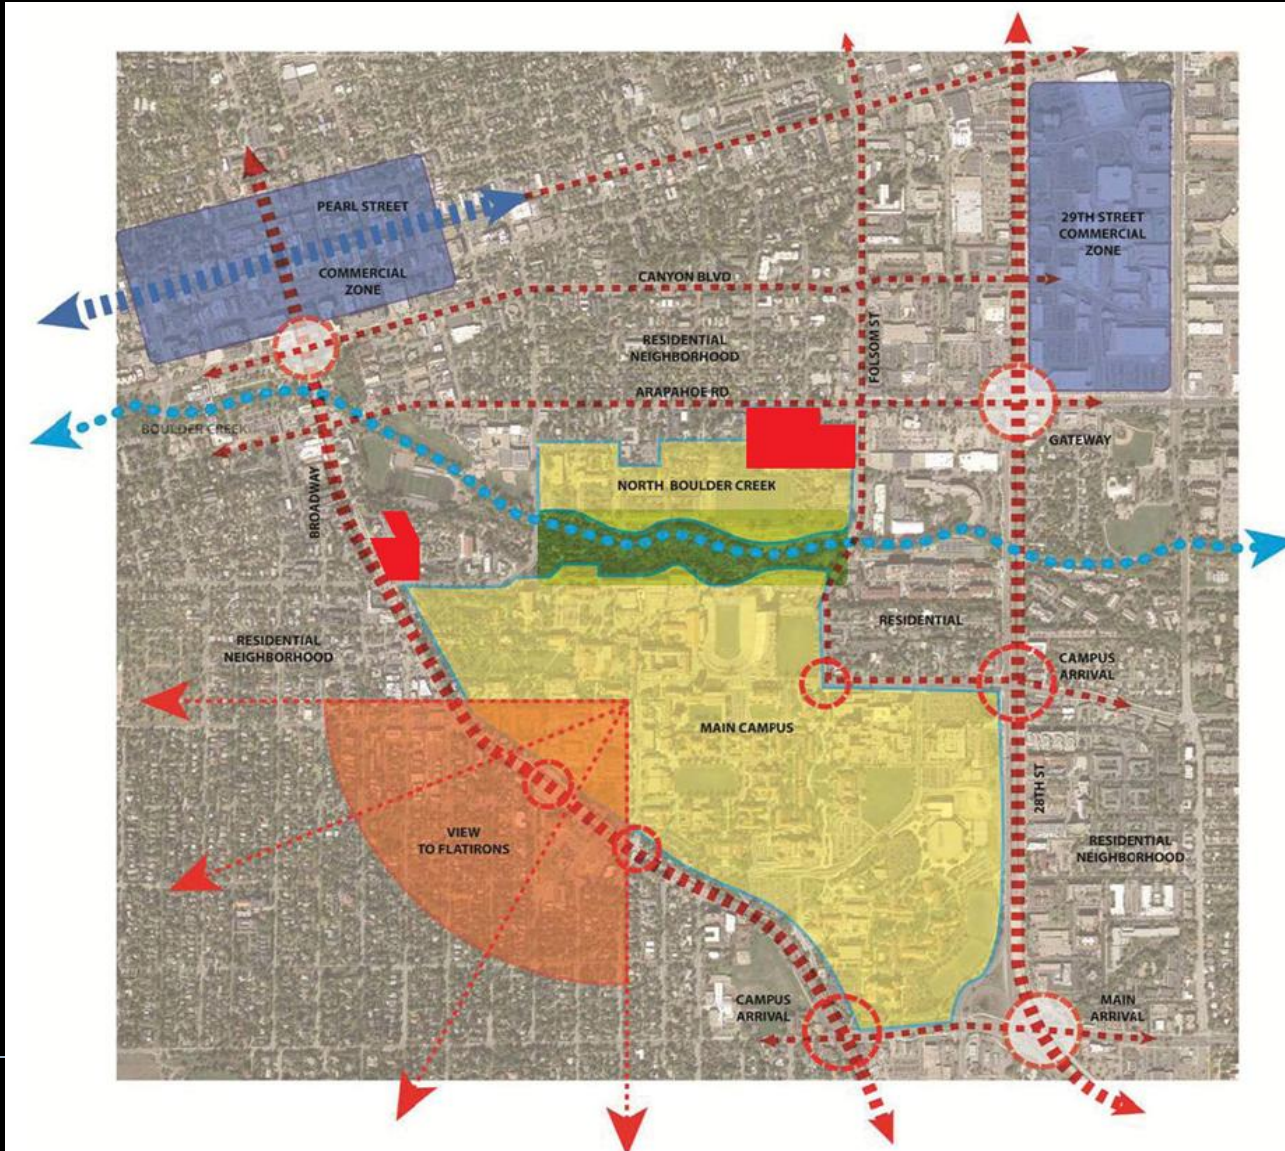 PEARL STREET
COMMERCIAL
ZONE
29TH STREET
COMMERCIAL
ZONE
CANYON BLVD
RESIDENTIAL
NEIGHBORHOOD
FOLSOM ST
ARAPAHOE RD
BOULDER CREEK
GATEWAY
BROADWAY
NORTH BOULDER CREEK
RESIDENTIAL
RESIDENTIAL
NEIGHBORHOOD
CAMPUS
ARRIVAL
MAIN CAMPUS
28TH ST
VIEW
TO FLATIRONS
RESIDENTIAL
NEIGHBORHOOD
CAMPUS
ARRIVAL
MAIN
ARRIVAL